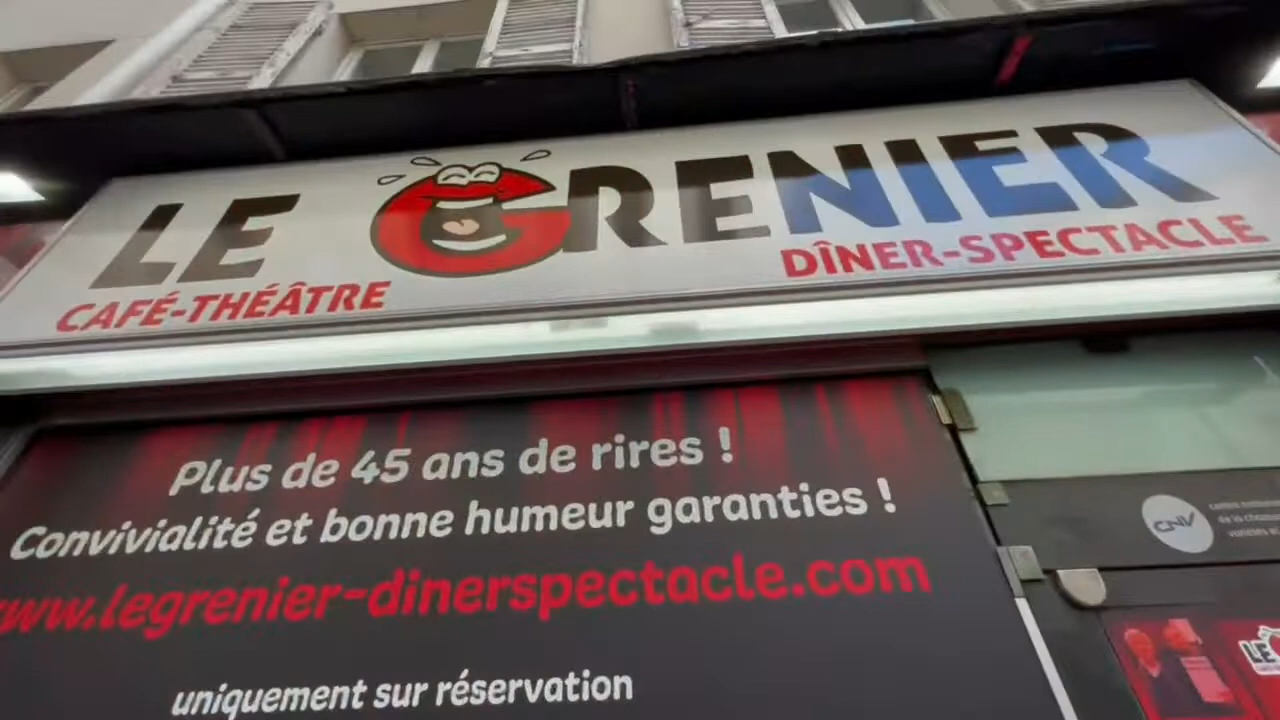 LE GRENIER
CAFÉ-THÉÂTRE
DÎNER-SPECTACLE
Plus de 45 ans de rires !
Convivialité et bonne humeur garanties !
www.legrenier-dinerspectacle.com
uniquement sur réservation
CNV
LE